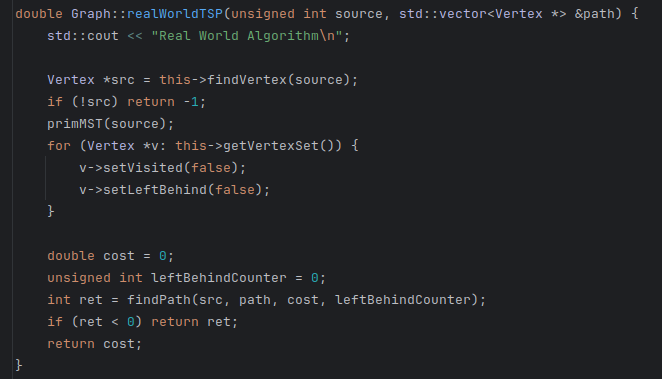 double Graph::realWorldTSP(unsigned int source, std::vector<Vertex *> &path) {
    std::cout << "Real World Algorithm\n";

    Vertex *src = this->findVertex(source);
    if (!src) return -1;
    primMST(source);
    for (Vertex *v: this->getVertexSet()) {
        v->setVisited(false);
        v->setLeftBehind(false);
    }

    double cost = 0;
    unsigned int leftBehindCounter = 0;
    int ret = findPath(src, path, cost, leftBehindCounter);
    if (ret < 0) return ret;
    return cost;
}